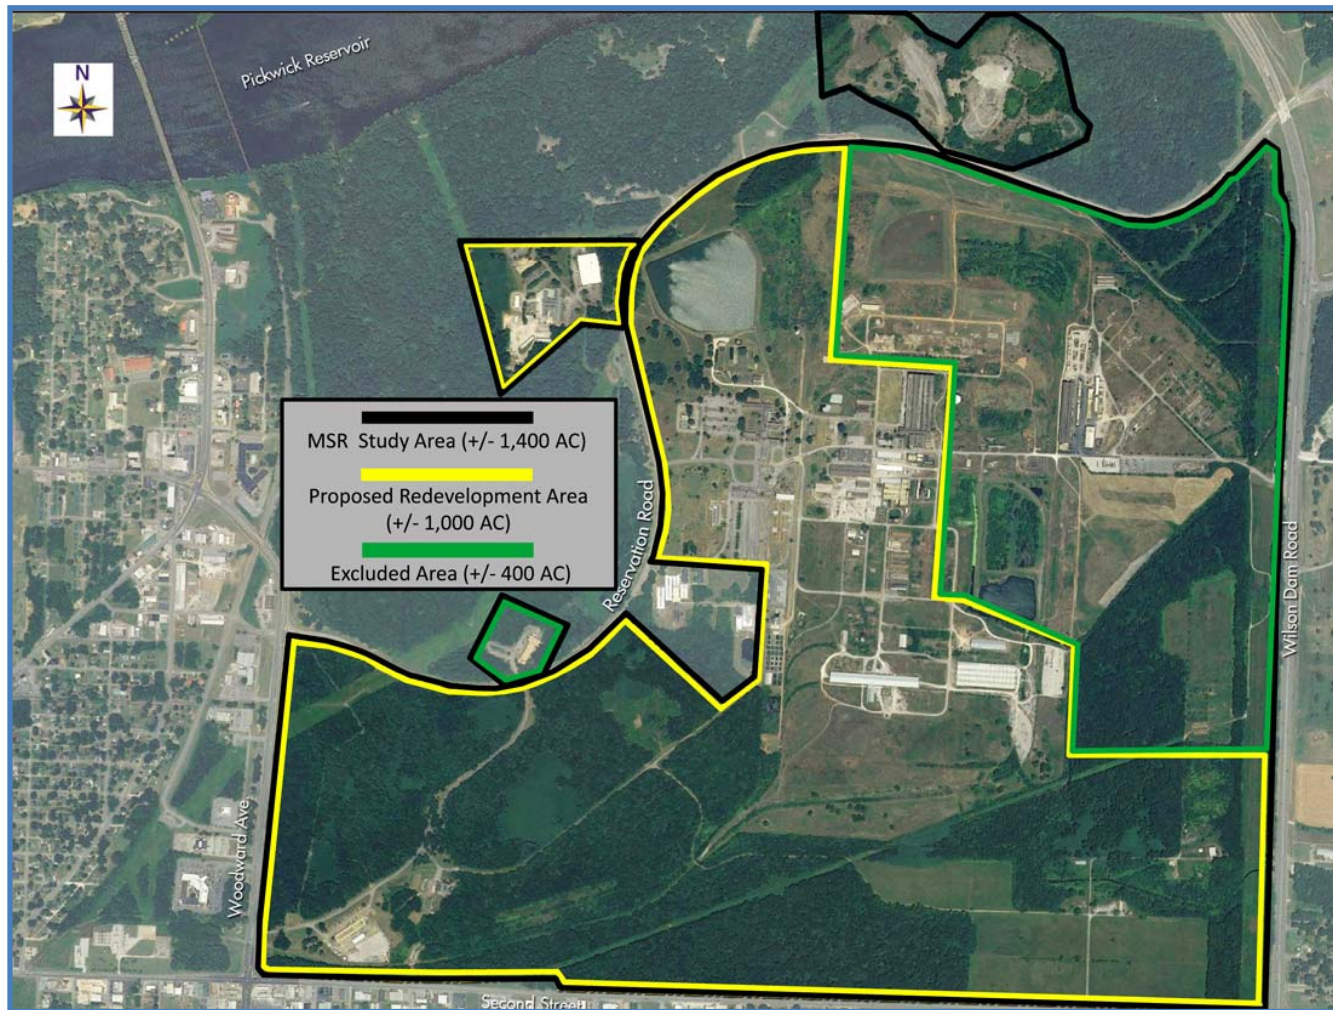 Pickwick Reservoir
N
MSR Study Area (+/- 1,400 AC)
Proposed Redevelopment Area
(+/- 1,000 AC)
Excluded Area (+/- 400 AC)
Reservation Road
Wilson Dam Road
Woodward Ave
Second Street